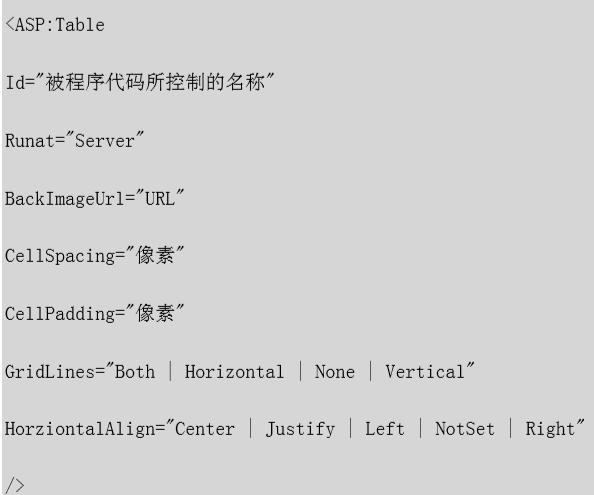 <ASP:Table
Id="被程序代码所控制的名称"
Runat="Server"
BackImageUrl="URL"
CellSpacing="像素"
CellPadding="像素"
GridLines="Both | Horizontal | None | Vertical"
HorziontalAlign="Center | Justify | Left | NotSet | Right"
/>